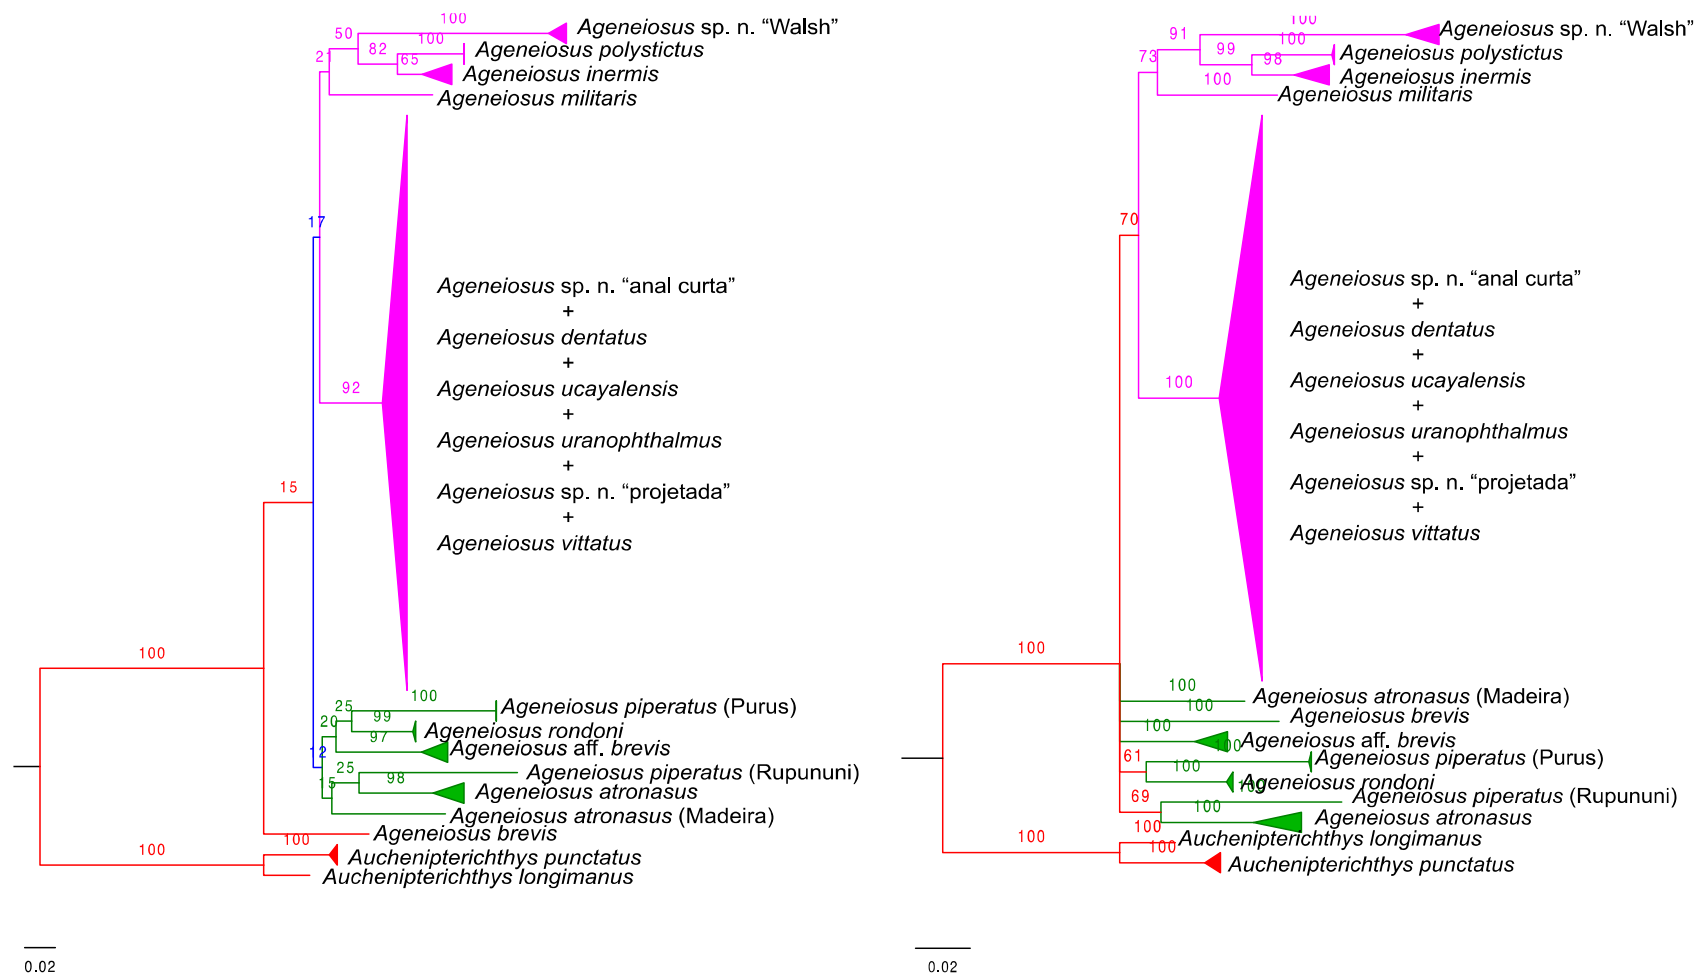 100
Ageneiosus sp. n. “Walsh”
50
100
82
Ageneiosus polystictus
21
65
Ageneiosus inermis
Ageneiosus militaris
17
Ageneiosus sp. n. “anal curta”
+
Ageneiosus dentatus
+
Ageneiosus ucayalensis
92
+
Ageneiosus uranophthalmus
+
Ageneiosus sp. n. “projetada”
15
+
Ageneiosus vittatus
100
100
25
Ageneiosus piperatus (Purus)
99
20
Ageneiosus rondoni
97
12
Ageneiosus aff. brevis
25
98
Ageneiosus piperatus (Rupununi)
15
Ageneiosus atronasus
Ageneiosus atronasus (Madeira)
Ageneiosus brevis
100
100
Auchenipterichthys punctatus
Auchenipterichthys longimanus
0.02
100
Ageneiosus sp. n. “Walsh”
91
100
99
Ageneiosus polystictus
73
98
Ageneiosus inermis
100
Ageneiosus militaris
70
Ageneiosus sp. n. “anal curta”
+
Ageneiosus dentatus
+
Ageneiosus ucayalensis
100
+
Ageneiosus uranophthalmus
+
Ageneiosus sp. n. “projetada”
+
Ageneiosus vittatus
100
100
Ageneiosus atronasus (Madeira)
100
Ageneiosus brevis
100
Ageneiosus aff. brevis
100
61
Ageneiosus piperatus (Purus)
100
Ageneiosus rondoni
100
69
Ageneiosus piperatus (Rupununi)
100
Ageneiosus atronasus
100
100
Auchenipterichthys longimanus
100
Auchenipterichthys punctatus
0.02